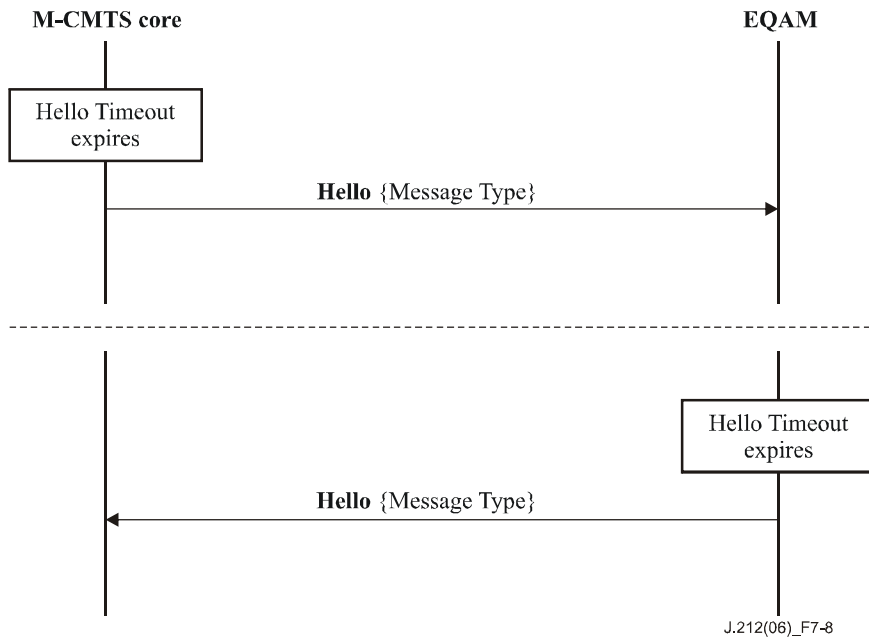 M-CMTS core
EQAM
Hello Timeout
expires
Hello {Message Type}
Hello Timeout
expires
Hello {Message Type}
J.212(06)_F7-8